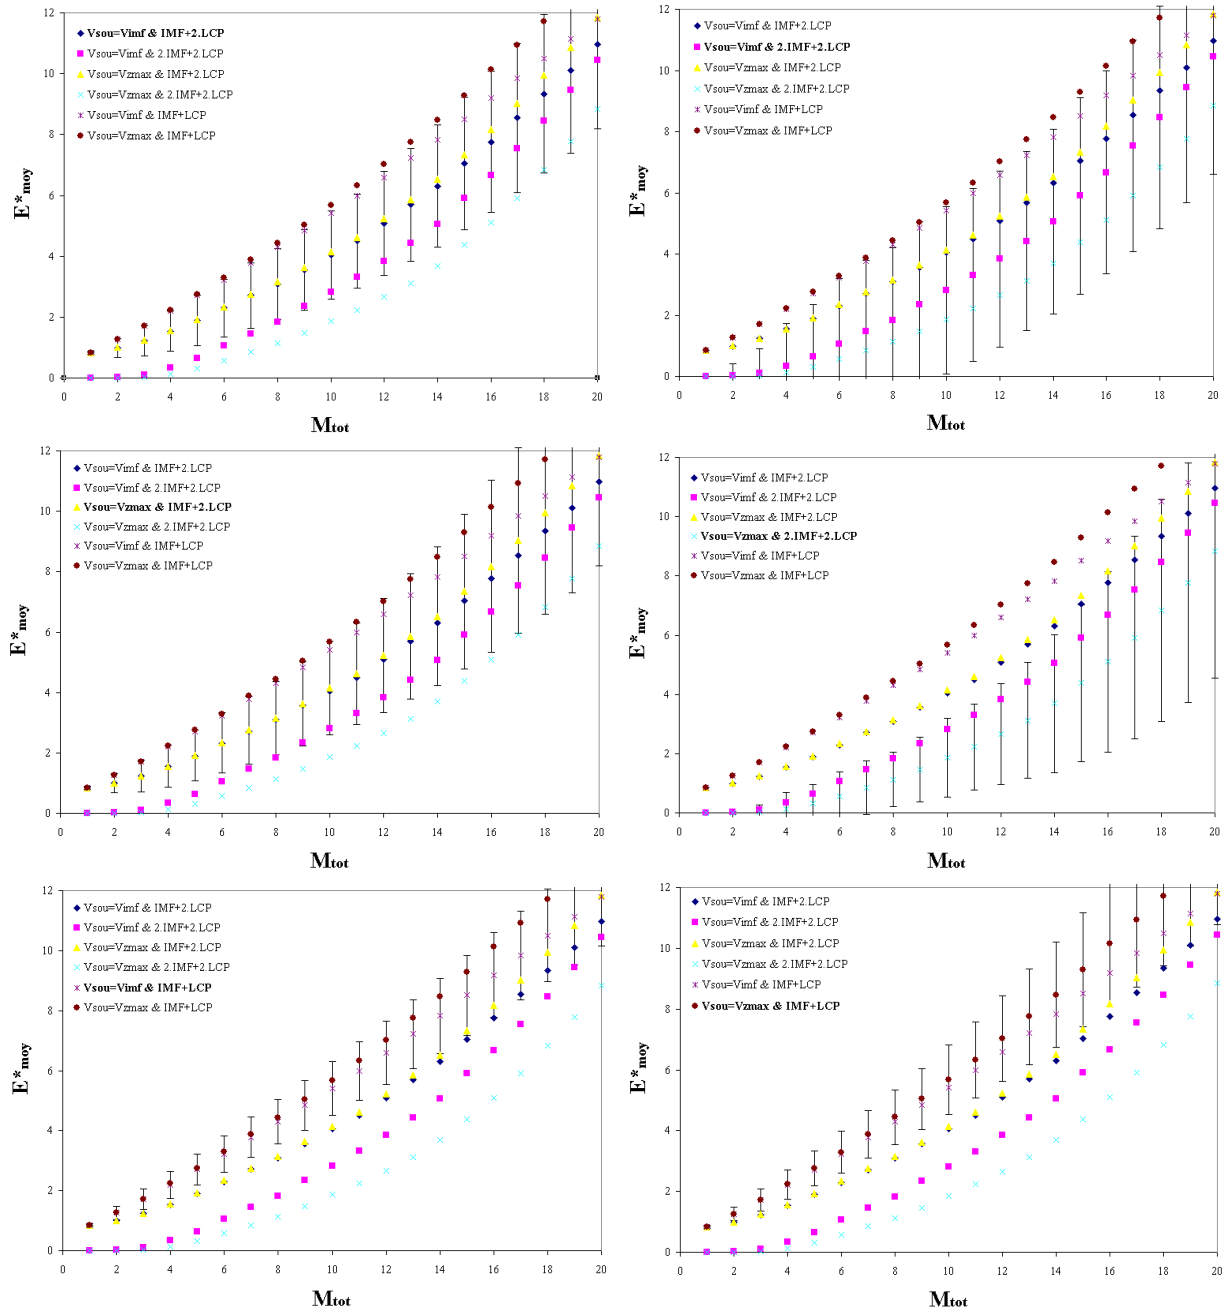 12
10
8
6
4
2
0
E*moy
Vsou=Vimf & IMF+2.LCP
Vsou=Vimf & 2.IMF+2.LCP
Vsou=Vzmax & IMF+2.LCP
Vsou=Vzmax & 2.IMF+2.LCP
Vsou=Vimf & IMF+LCP
Vsou=Vzmax & IMF+LCP
0 2 4 6 8 10 12 14 16 18 20
Mtot
12
10
8
6
4
2
0
E*moy
Vsou=Vimf & IMF+2.LCP
Vsou=Vimf & 2.IMF+2.LCP
Vsou=Vzmax & IMF+2.LCP
Vsou=Vzmax & 2.IMF+2.LCP
Vsou=Vimf & IMF+LCP
Vsou=Vzmax & IMF+LCP
0 2 4 6 8 10 12 14 16 18 20
Mtot
12
10
8
6
4
2
0
E*moy
Vsou=Vimf & IMF+2.LCP
Vsou=Vimf & 2.IMF+2.LCP
Vsou=Vzmax & IMF+2.LCP
Vsou=Vzmax & 2.IMF+2.LCP
Vsou=Vimf & IMF+LCP
Vsou=Vzmax & IMF+LCP
0 2 4 6 8 10 12 14 16 18 20
Mtot
12
10
8
6
4
2
0
E*moy
Vsou=Vimf & IMF+2.LCP
Vsou=Vimf & 2.IMF+2.LCP
Vsou=Vzmax & IMF+2.LCP
Vsou=Vzmax & 2.IMF+2.LCP
Vsou=Vimf & IMF+LCP
Vsou=Vzmax & IMF+LCP
0 2 4 6 8 10 12 14 16 18 20
Mtot
12
10
8
6
4
2
0
E*moy
Vsou=Vimf & IMF+2.LCP
Vsou=Vimf & 2.IMF+2.LCP
Vsou=Vzmax & IMF+2.LCP
Vsou=Vzmax & 2.IMF+2.LCP
Vsou=Vimf & IMF+LCP
Vsou=Vzmax & IMF+LCP
0 2 4 6 8 10 12 14 16 18 20
Mtot
12
10
8
6
4
2
0
E*moy
Vsou=Vimf & IMF+2.LCP
Vsou=Vimf & 2.IMF+2.LCP
Vsou=Vzmax & IMF+2.LCP
Vsou=Vzmax & 2.IMF+2.LCP
Vsou=Vimf & IMF+LCP
Vsou=Vzmax & IMF+LCP
0 2 4 6 8 10 12 14 16 18 20
Mtot